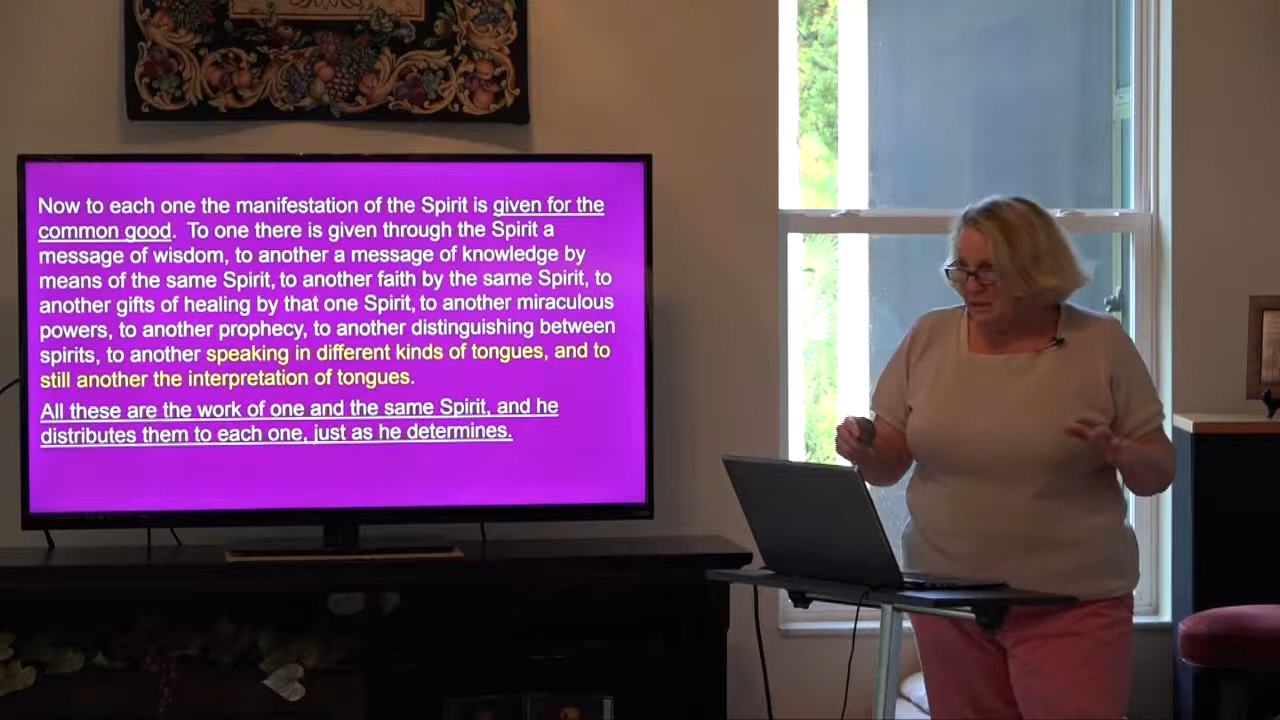 Now to each one the manifestation of the Spirit is given for the
common good.  To one there is given through the Spirit a
message of wisdom, to another a message of knowledge by
means of the same Spirit, to another faith by the same Spirit, to
another gifts of healing by that one Spirit, to another miraculous
powers, to another prophecy, to another distinguishing between
spirits, to another speaking in different kinds of tongues, and to
still another the interpretation of tongues.
All these are the work of one and the same Spirit, and he
distributes them to each one, just as he determines.